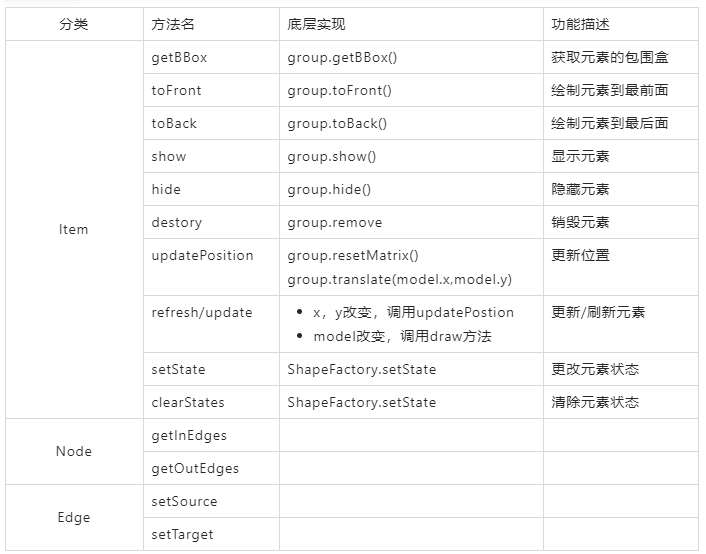 分类 方法名 底层实现 功能描述
getBBox group.getBBox() 获取元素的包围盒
toFront group.toFront() 绘制元素到最前面
toBack group.toBack() 绘制元素到最后面
show group.show() 显示元素
hide group.hide() 隐藏元素
Item
destory group.remove 销毁元素
updatePosition group.resetMatrix() 更新位置
group.translate(model.x,model.y)
refresh/update • x，y改变，调用updatePostion 更新/刷新元素
• model改变，调用draw方法
setState ShapeFactory.setState 更改元素状态
clearStates ShapeFactory.setState 清除元素状态
Node
getInEdges
getOutEdges
Edge
setSource
setTarget